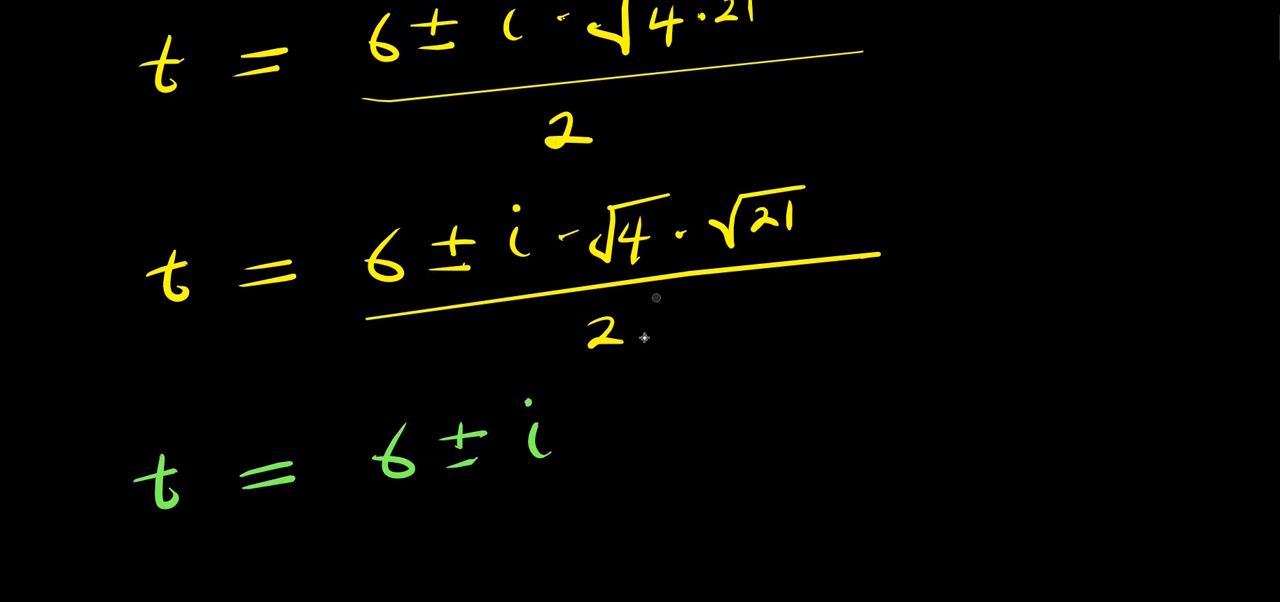 t = 6 ± i · √4·21
2
t = 6 ± i · √4 · √21
2
t = 6 ± i